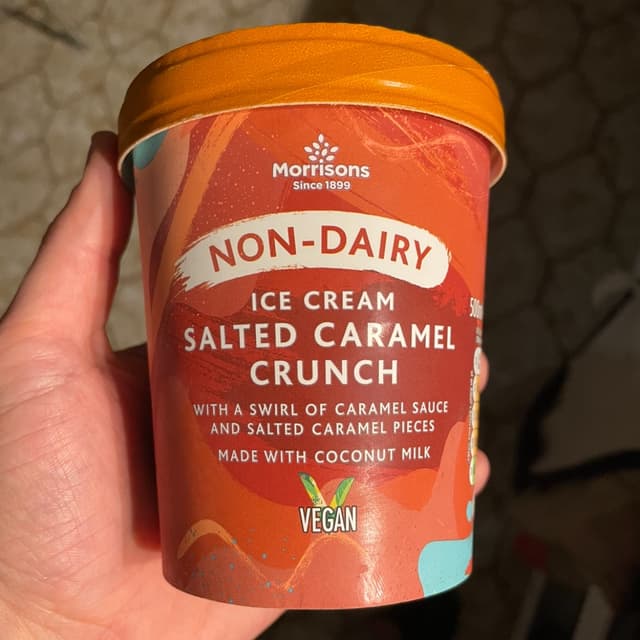 Morrisons
Since 1899
NON-DAIRY
ICE CREAM
SALTED CARAMEL
CRUNCH
WITH A SWIRL OF CARAMEL SAUCE
AND SALTED CARAMEL PIECES
MADE WITH COCONUT MILK
VEGAN